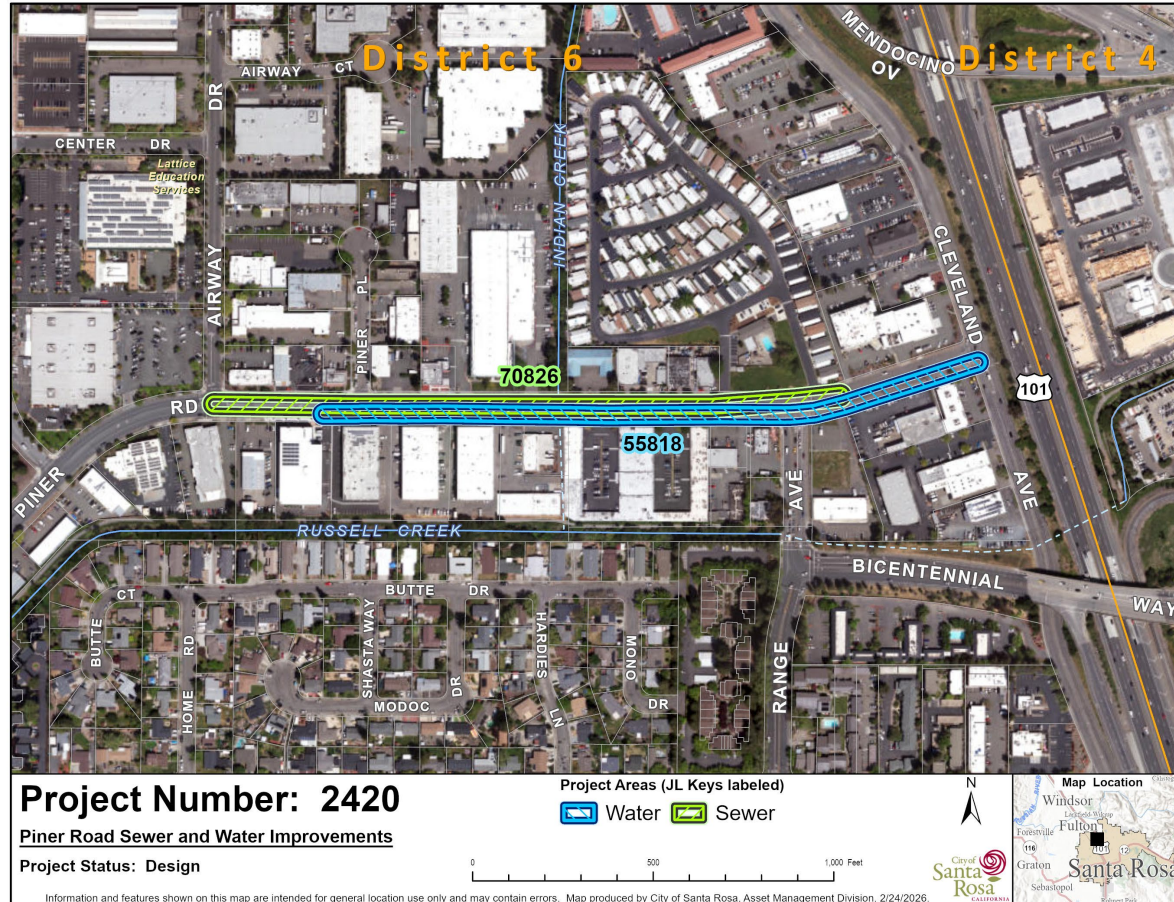 District 6
District 4
MENDOCINO
OV
AIRWAY CT
DR
CENTER DR
Lattice
Education
Services
INDIAN CREEK
AIRWAY
PINER PL
CLEVELAND
101
70826
RD
55818
PINER
AVE
AVE
RUSSELL CREEK
BICENTENNIAL
WAY
BUTTE DR
CT
BUTTE
HOME RD
SHASTA WAY
DR
HARDIES
LN
MONO
DR
MODOC
RANGE
Project Number: 2420
Piner Road Sewer and Water Improvements
Project Status: Design
Project Areas (JL Keys labeled)
Water
Sewer
N
0 500 1,000 Feet
City of
Santa
Rosa
CALIFORNIA
Map Location
Windsor
Larkfield-Wikiup
Forestville
Fulton
116
101
12
Graton
Santa Rosa
Sebastopol
Information and features shown on this map are intended for general location use only and may contain errors. Map produced by City of Santa Rosa, Asset Management Division, 2/24/2026.